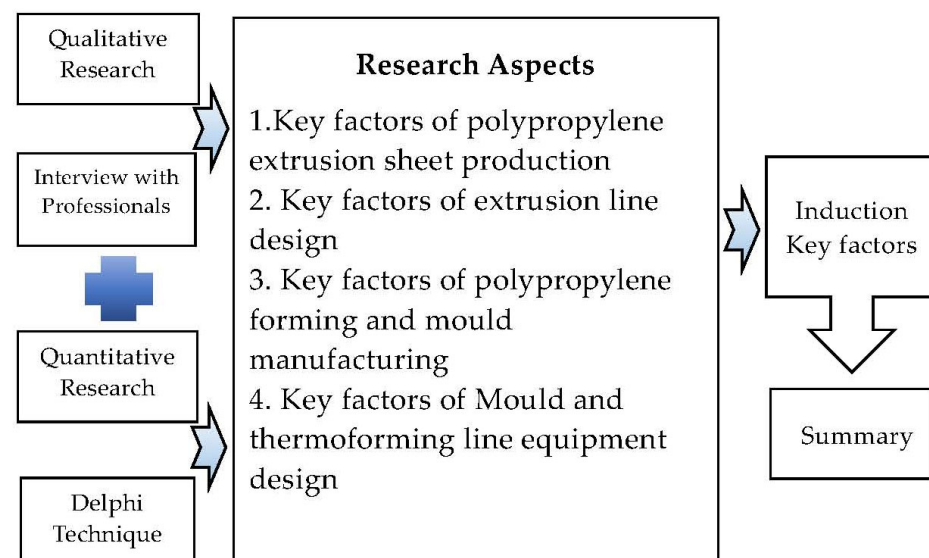 Qualitative
Research
Interview with
Professionals
Quantitative
Research
Delphi
Technique
Research Aspects
1.Key factors of polypropylene
extrusion sheet production
2. Key factors of extrusion line
design
3. Key factors of polypropylene
forming and mould
manufacturing
4. Key factors of Mould and
thermoforming line equipment
design
Induction
Key factors
Summary